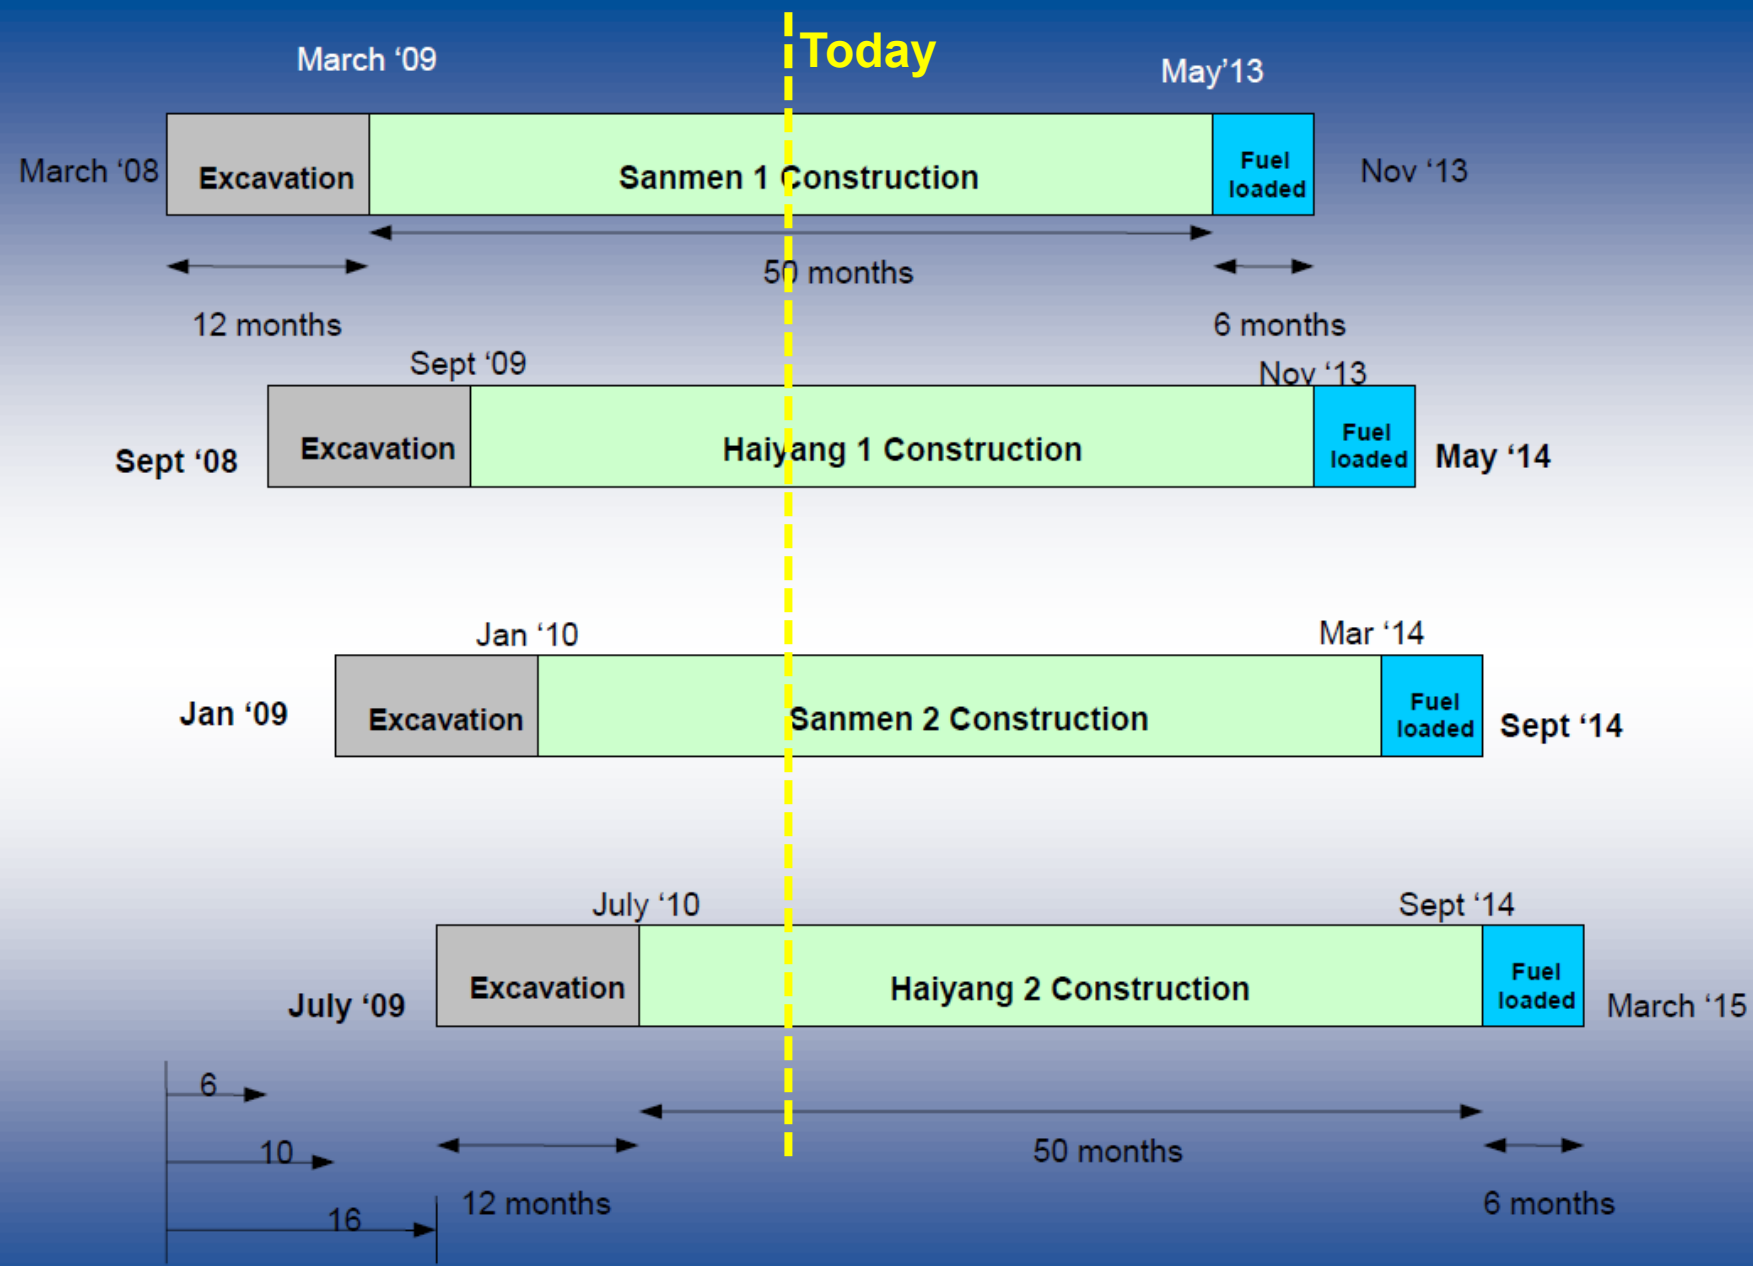 Today
March ‘09
May’13
March ‘08
Excavation
Sanmen 1 Construction
Fuel
loaded
Nov ‘13
50 months
12 months
6 months
Sept ‘09
Nov ‘13
Sept ‘08
Excavation
Haiyang 1 Construction
Fuel
loaded
May ‘14
Jan ‘10
Mar ‘14
Jan ‘09
Excavation
Sanmen 2 Construction
Fuel
loaded
Sept ‘14
July ‘10
Sept ‘14
July ‘09
Excavation
Haiyang 2 Construction
Fuel
loaded
March ‘15
6
10
16
12 months
50 months
6 months